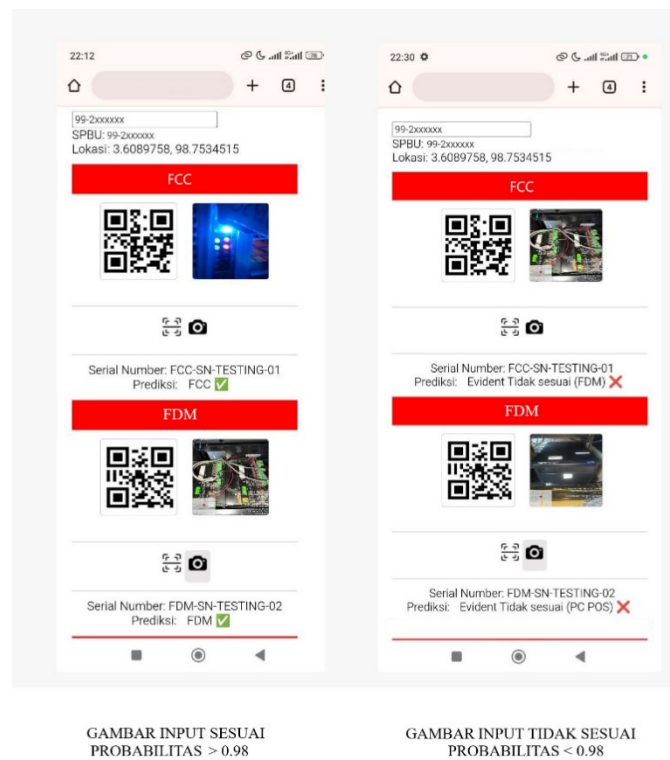 22:12
4
99-2xxxxxx
SPBU: 99-2xxxxxx
Lokasi: 3.6089758, 98.7534515
FCC
Serial Number: FCC-SN-TESTING-01
Prediksi: FCC ✅
FDM
Serial Number: FDM-SN-TESTING-02
Prediksi: FDM ✅
GAMBAR INPUT SESUAI
PROBABILITAS > 0.98
22:30
4
99-2xxxxxx
SPBU: 99-2xxxxxx
Lokasi: 3.6089758, 98.7534515
FCC
Serial Number: FCC-SN-TESTING-01
Prediksi: Evident Tidak sesuai (FDM) ❌
FDM
Serial Number: FDM-SN-TESTING-02
Prediksi: Evident Tidak sesuai (PC POS) ❌
GAMBAR INPUT TIDAK SESUAI
PROBABILITAS < 0.98